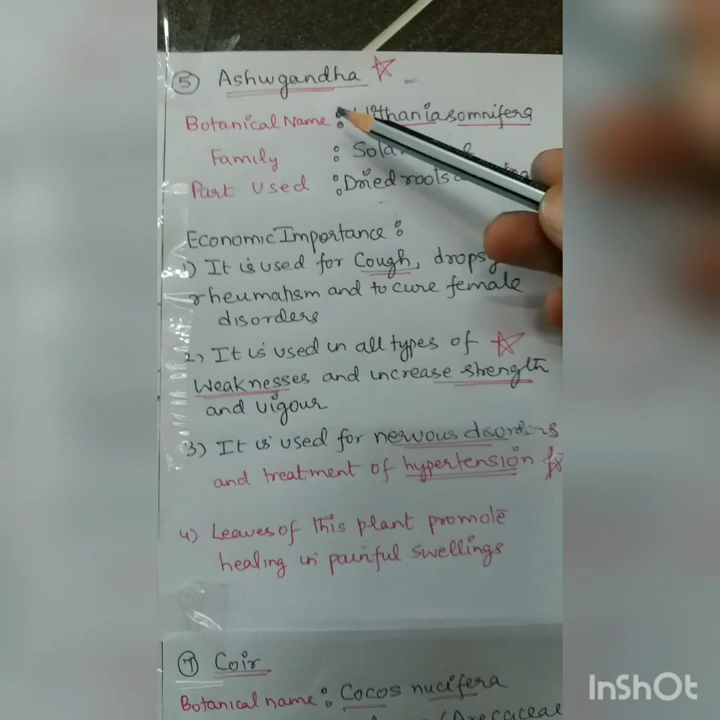 ⑤ Ashwgandha
Botanical Name : Withania somnifera
Family :
Part Used : Dried roots
Economic Importance :
1) It is used for Cough, dropsy
rheumatism and to cure female
disorders
2) It is used in all types of
Weaknesses and increase strength
and vigour
3) It is used for nervous disorders
and treatment of hypertension
4) Leaves of this plant promote
healing in painful swellings
⑦ Coir
Botanical name : Cocos nucifera
(Arecaceae
InShOt